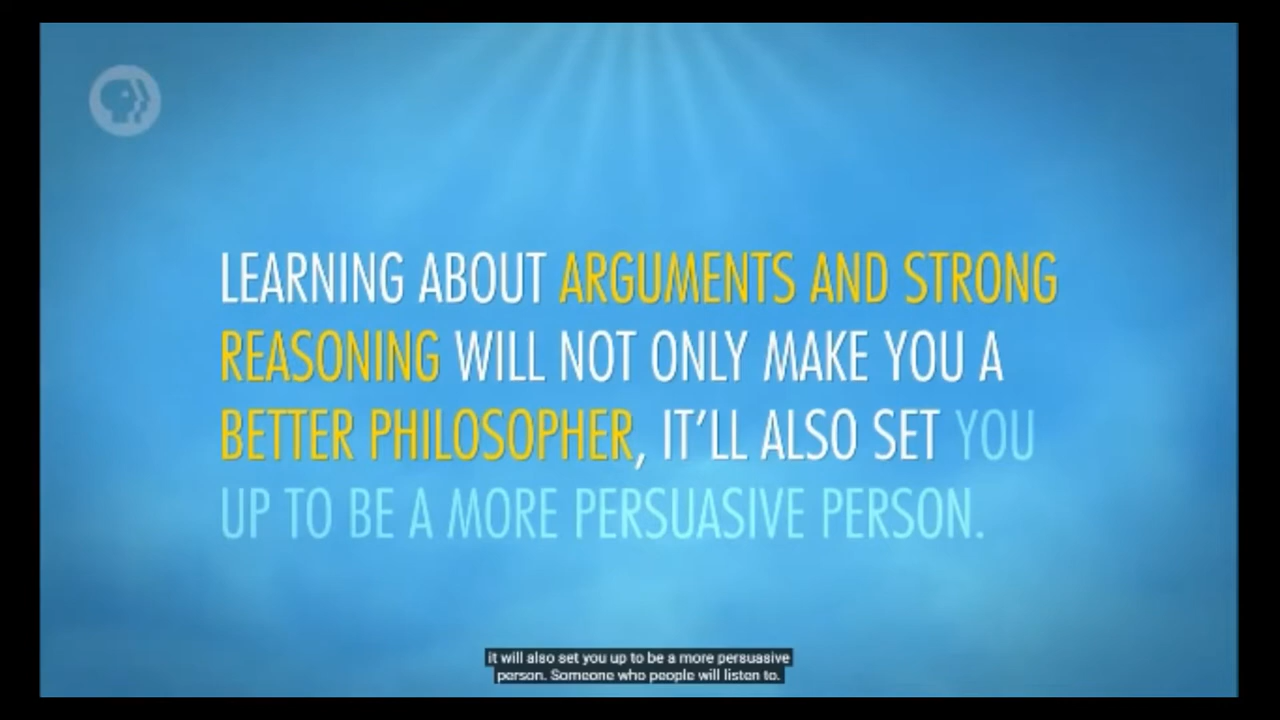 LEARNING ABOUT ARGUMENTS AND STRONG
REASONING WILL NOT ONLY MAKE YOU A
BETTER PHILOSOPHER, IT'LL ALSO SET YOU
UP TO BE A MORE PERSUASIVE PERSON.
it will also set you up to be a more persuasive
person. Someone who people will listen to.